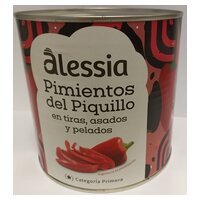 alessia
Pimientos
del Piquillo
en tiras, asados
y pelados
Categoría Primera